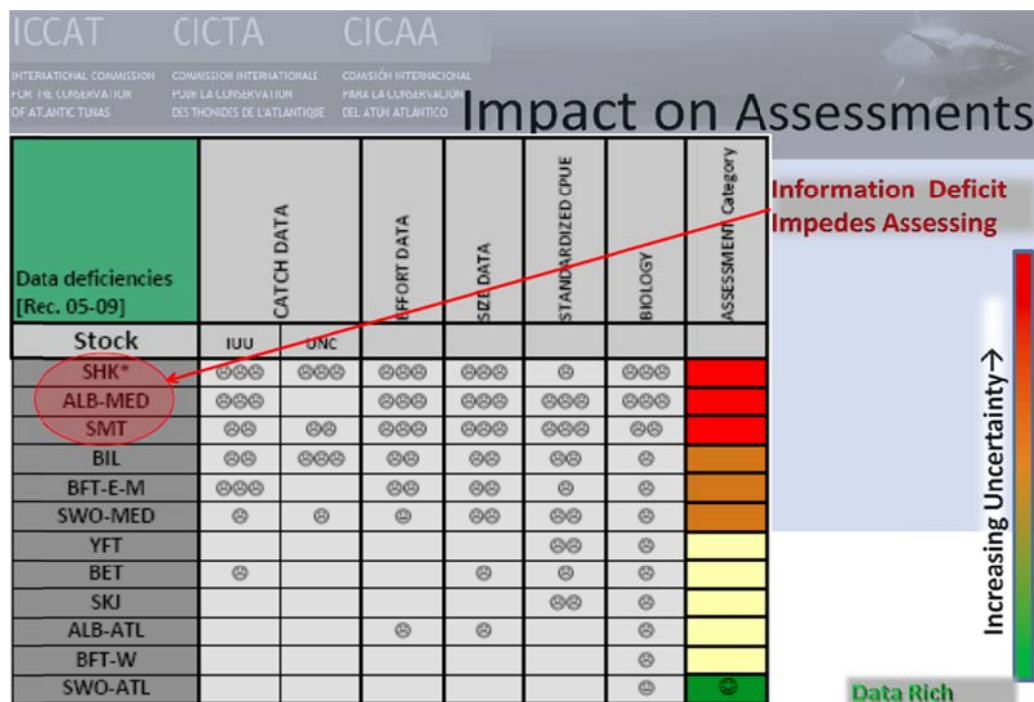 ICCAT CICTA CICAA
INTERNATIONAL COMMISSION COMMISSION INTERNATIONALE COMISIÓN INTERNACIONAL
FOR THE CONSERVATION POUR LA CONSERVATION PARA LA CONSERVACIÓN
OF ATLANTIC TUNAS DES THONIDES DE L'ATLANTIQUE DEL ATÚN ATLÁNTICO
Impact on Assessments
Data deficiencies
[Rec. 05-09]
CATCH DATA
EFFORT DATA
SIZE DATA
STANDARDIZED CPUE
BIOLOGY
ASSESSMENT Category
Information Deficit
Impedes Assessing
Stock IUU UNC
SHK*
ALB-MED
SMT
BIL
BFT-E-M
SWO-MED
YFT
BET
SKJ
ALB-ATL
BFT-W
SWO-ATL
Increasing Uncertainty→
Data Rich